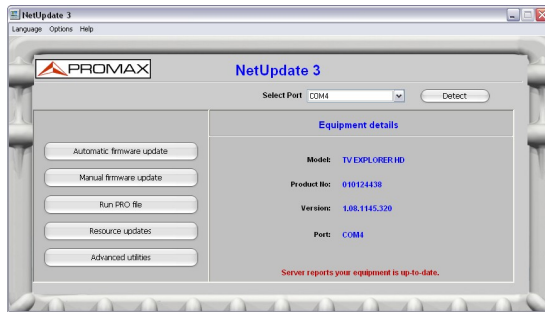 NetUpdate 3
Language Options Help
PROMAX
NetUpdate 3
Select Port COM4 Detect
Equipment details
Automatic firmware update
Manual firmware update
Run PRO file
Resource updates
Advanced utilities
Model: TV EXPLORER HD
Product No: 010124438
Version: 1.08.1145.320
Port: COM4
Server reports your equipment is up-to-date.